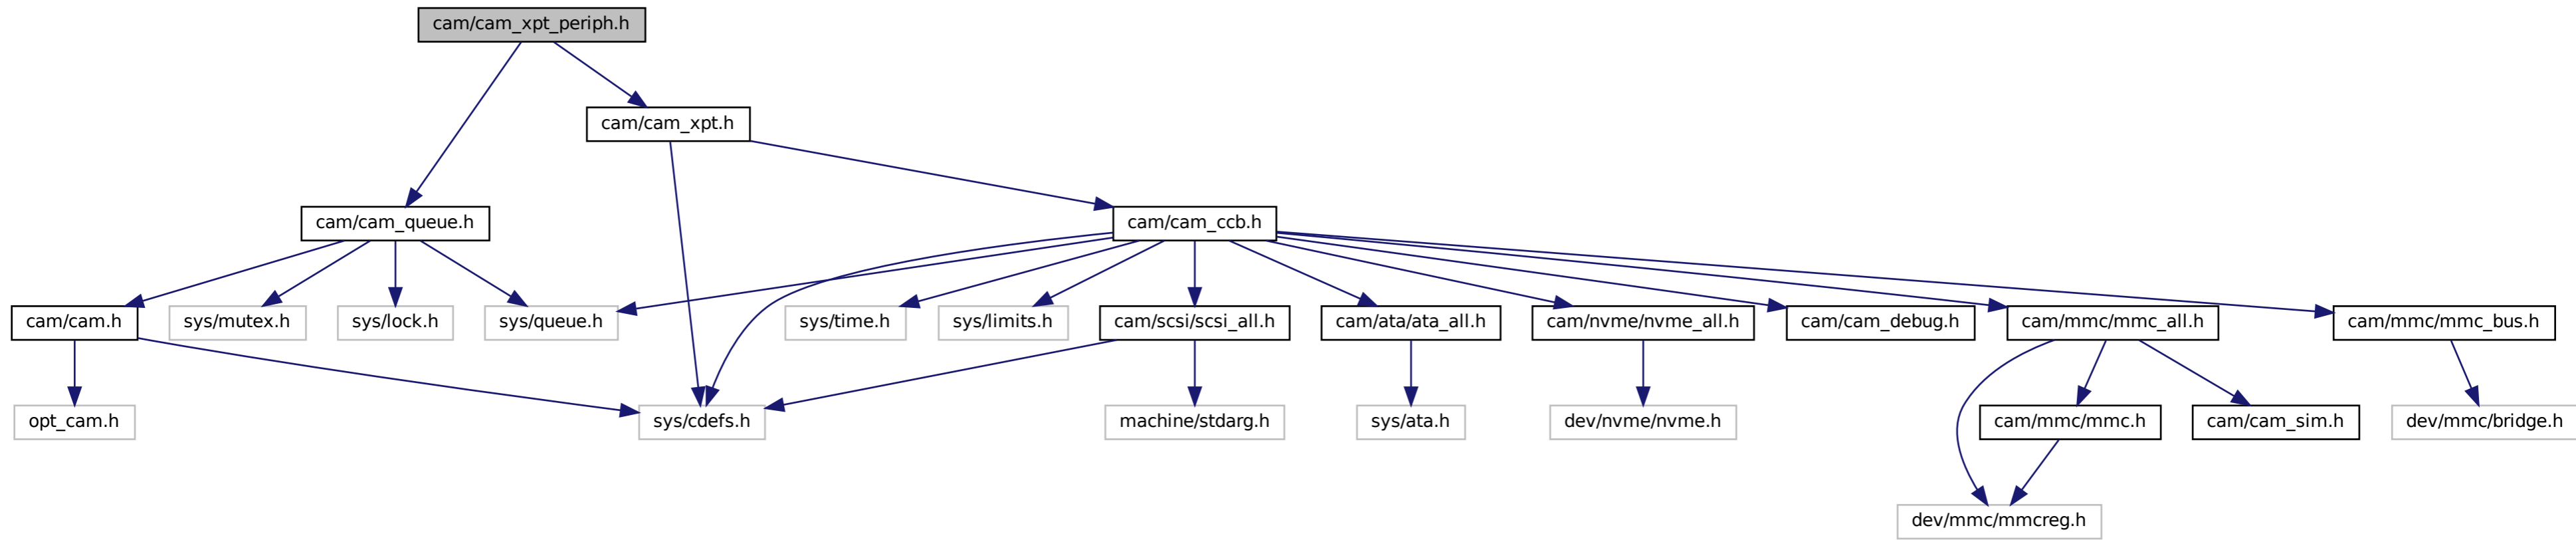 cam/cam_xpt_periph.h
cam/cam_xpt.h
cam/cam_queue.h
cam/cam_ccb.h
cam/cam.h
sys/mutex.h
sys/lock.h
sys/queue.h
sys/time.h
sys/limits.h
cam/scsi/scsi_all.h
cam/ata/ata_all.h
cam/nvme/nvme_all.h
cam/cam_debug.h
cam/mmc/mmc_all.h
cam/mmc/mmc_bus.h
opt_cam.h
sys/cdefs.h
machine/stdarg.h
sys/ata.h
dev/nvme/nvme.h
cam/mmc/mmc.h
cam/cam_sim.h
dev/mmc/bridge.h
dev/mmc/mmcreg.h